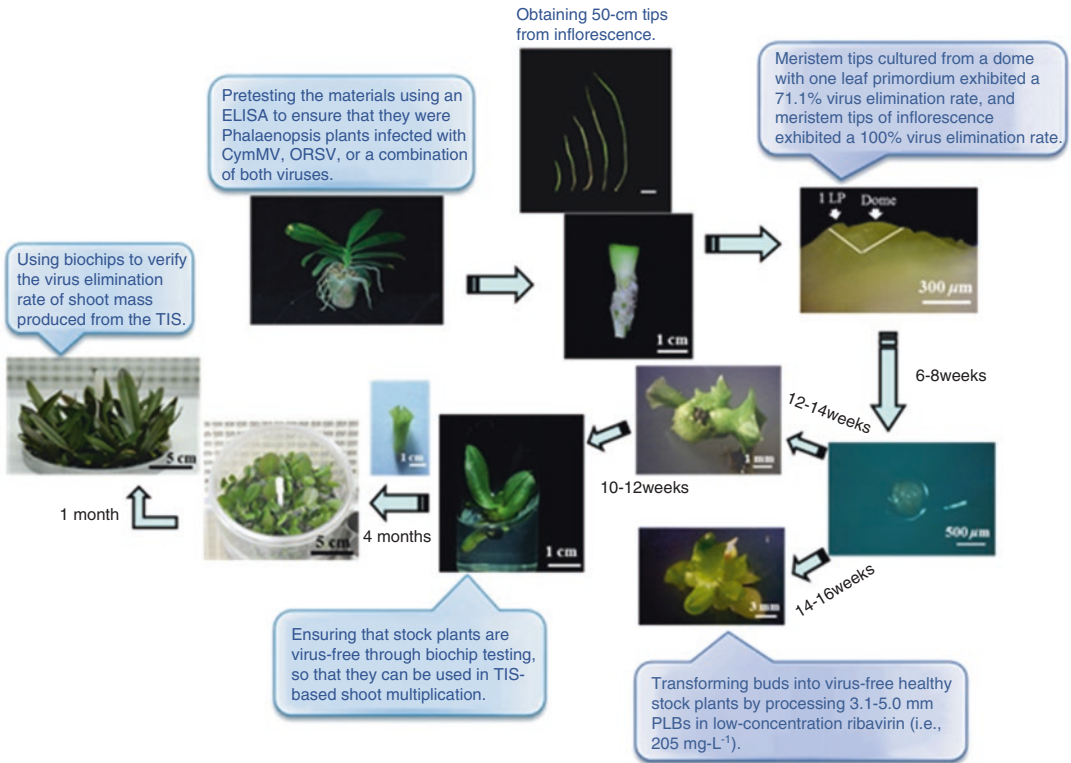 Obtaining 50-cm tips
from inflorescence.
Pretesting the materials using an
ELISA to ensure that they were
Phalaenopsis plants infected with
CymMV, ORSV, or a combination
of both viruses.
Meristem tips cultured from a dome
with one leaf primordium exhibited a
71.1% virus elimination rate, and
meristem tips of inflorescence
exhibited a 100% virus elimination rate.
1 LP Dome
300 µm
1 cm
Using biochips to verify
the virus elimination
rate of shoot mass
produced from the TIS.
6-8weeks
12-14weeks
1 mm
10-12weeks
500 µm
14-16weeks
3 mm
1 cm
1 cm
4 months
5 cm
1 month
5 cm
Ensuring that stock plants are
virus-free through biochip testing,
so that they can be used in TIS-
based shoot multiplication.
Transforming buds into virus-free healthy
stock plants by processing 3.1-5.0 mm
PLBs in low-concentration ribavirin (i.e.,
205 mg-L⁻¹).